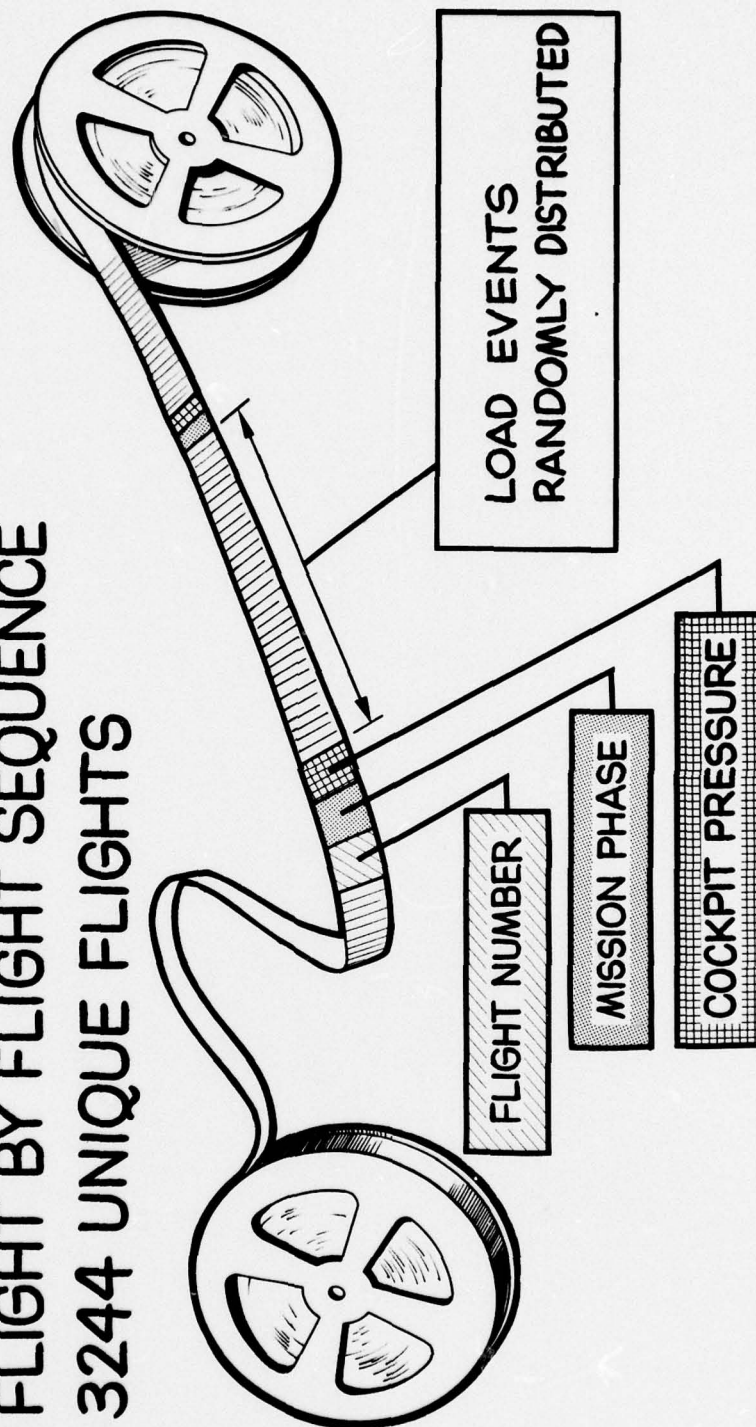 FLIGHT BY FLIGHT SEQUENCE
3244 UNIQUE FLIGHTS
FLIGHT NUMBER
MISSION PHASE
COCKPIT PRESSURE
LOAD EVENTS
RANDOMLY DISTRIBUTED